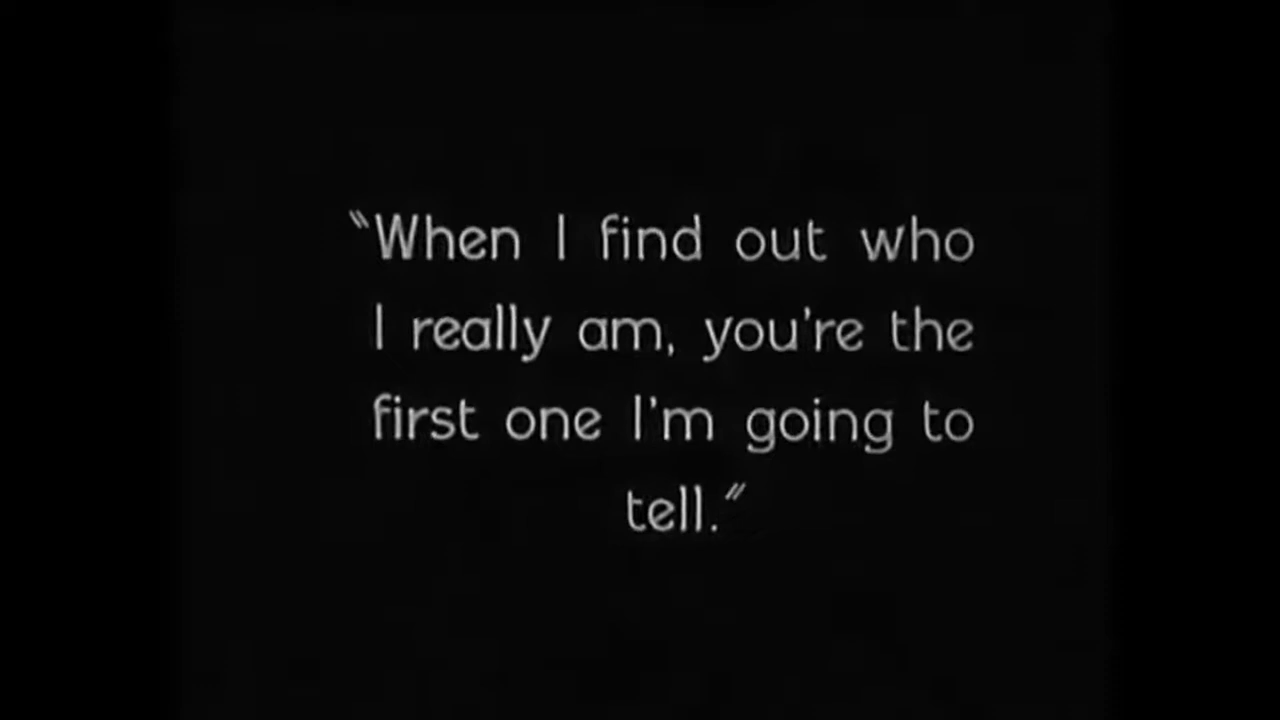 "When I find out who
I really am, you're the
first one I'm going to
tell."